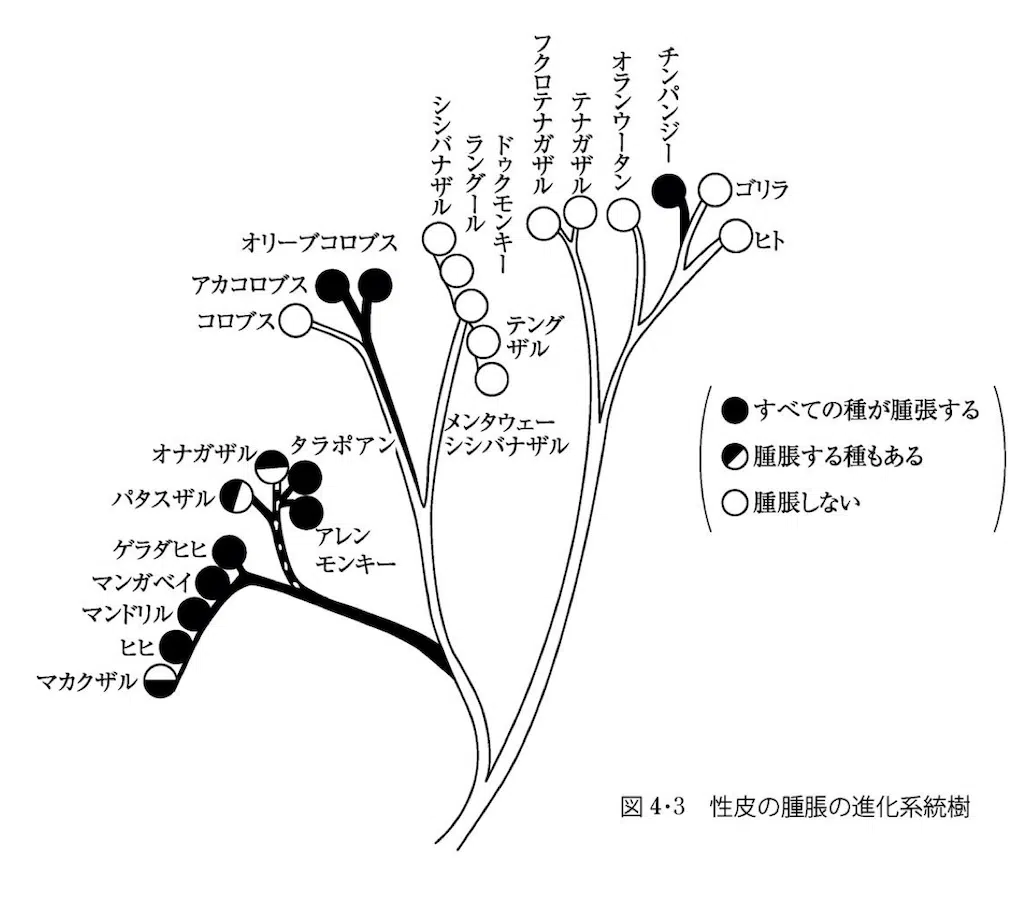 フクロテナガザル
テナガザル
オランウータン
チンパンジー
ゴリラ
ヒト
シシバナザル
ラングール
ドゥクモンキー
テング
ザル
メンタウェー
シシバナザル
オリーブコロブス
アカコロブス
コロブス
オナガザル
タラポアン
パタスザル
アレン
モンキー
ゲラダヒヒ
マンガベイ
マンドリル
ヒヒ
マカクザル
すべての種が腫張する
腫脹する種もある
腫脹しない
図4・3 性皮の腫脹の進化系統樹